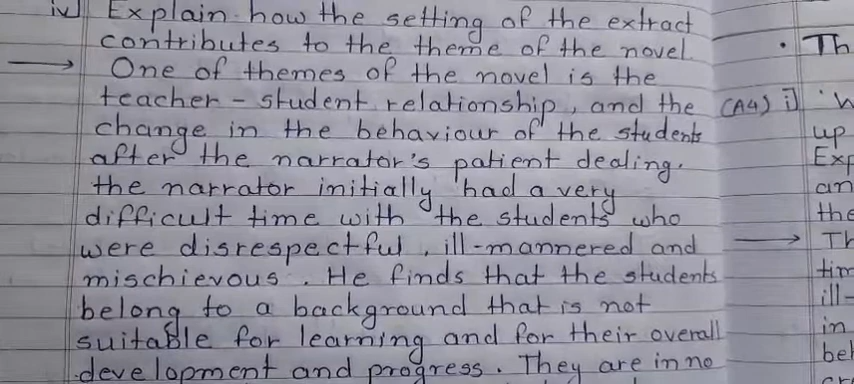 iv] Explain how the setting of the extract
contributes to the theme of the novel.
→ One of themes of the novel is the
teacher - student relationship, and the
change in the behaviour of the students
after the narrator's patient dealing.
the narrator initially had a very
difficult time with the students who
were disrespectful, ill-mannered and
mischievous. He finds that the students
belong to a background that is not
suitable for learning and for their overall
development and progress. They are in no
• Th
(A4) i]
up
Exp
an
the
→ Th
tim
ill-
in
beh